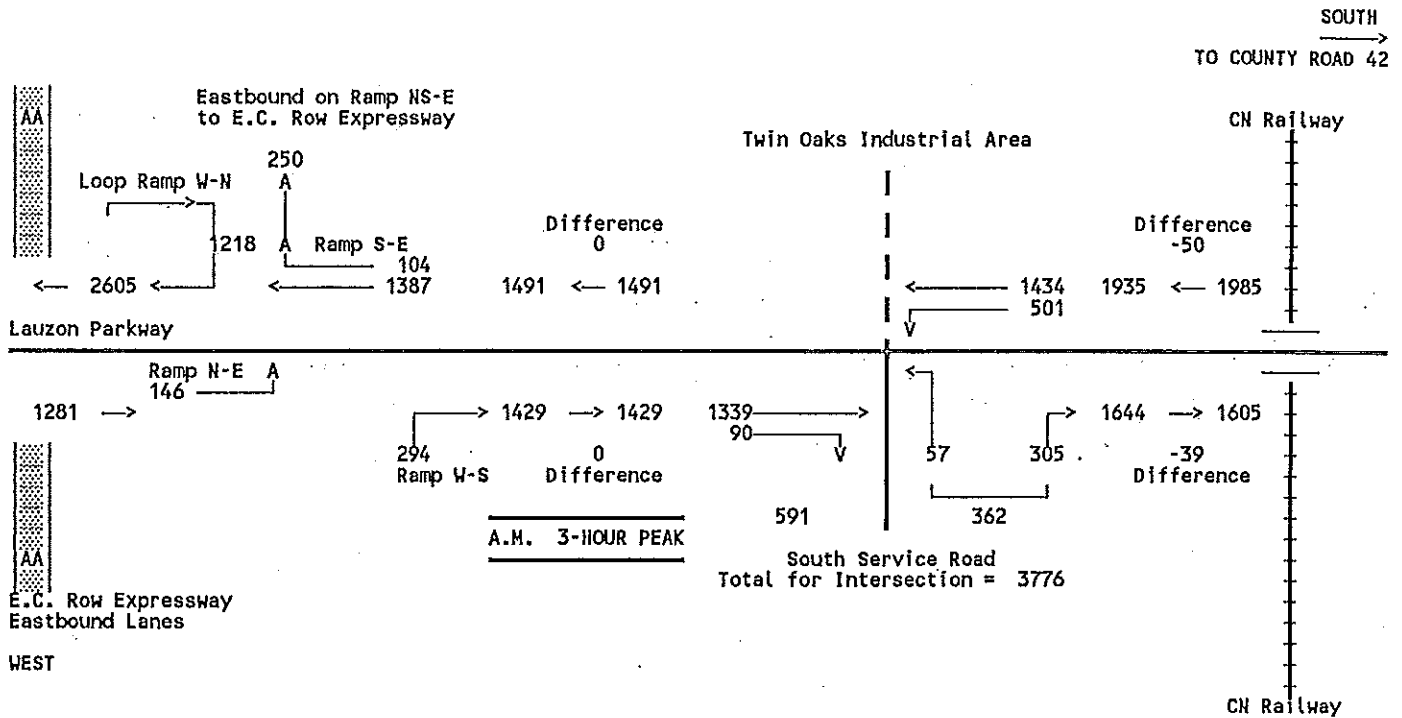 SOUTH
TO COUNTY ROAD 42
Eastbound on Ramp NS-E
to E.C. Row Expressway
AA
CN Railway
Twin Oaks Industrial Area
250
A
Loop Ramp W-N
Difference
0
Difference
-50
1218 A Ramp S-E
104
2605 1387 1491 1491 1434 1935 1985
501
V
Lauzon Parkway
Ramp N-E A
146
1281 1429 1429 1339 1644 1605
90
V
294 0 57 305 -39
Ramp W-S Difference Difference
591 362
A.M. 3-HOUR PEAK
AA
South Service Road
Total for Intersection = 3776
E.C. Row Expressway
Eastbound Lanes
WEST
CN Railway